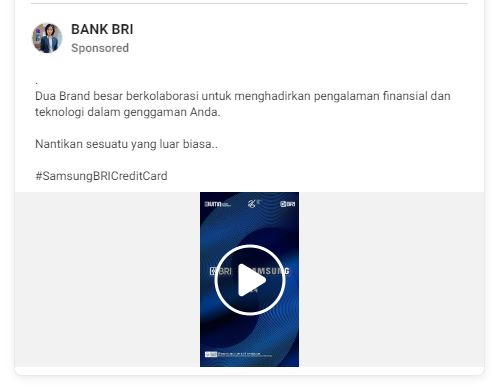 BANK BRI
Sponsored
.
Dua Brand besar berkolaborasi untuk menghadirkan pengalaman finansial dan
teknologi dalam genggaman Anda.
Nantikan sesuatu yang luar biasa..
#SamsungBRICreditCard
BUMN
BRI
BRI
SAMSUNG